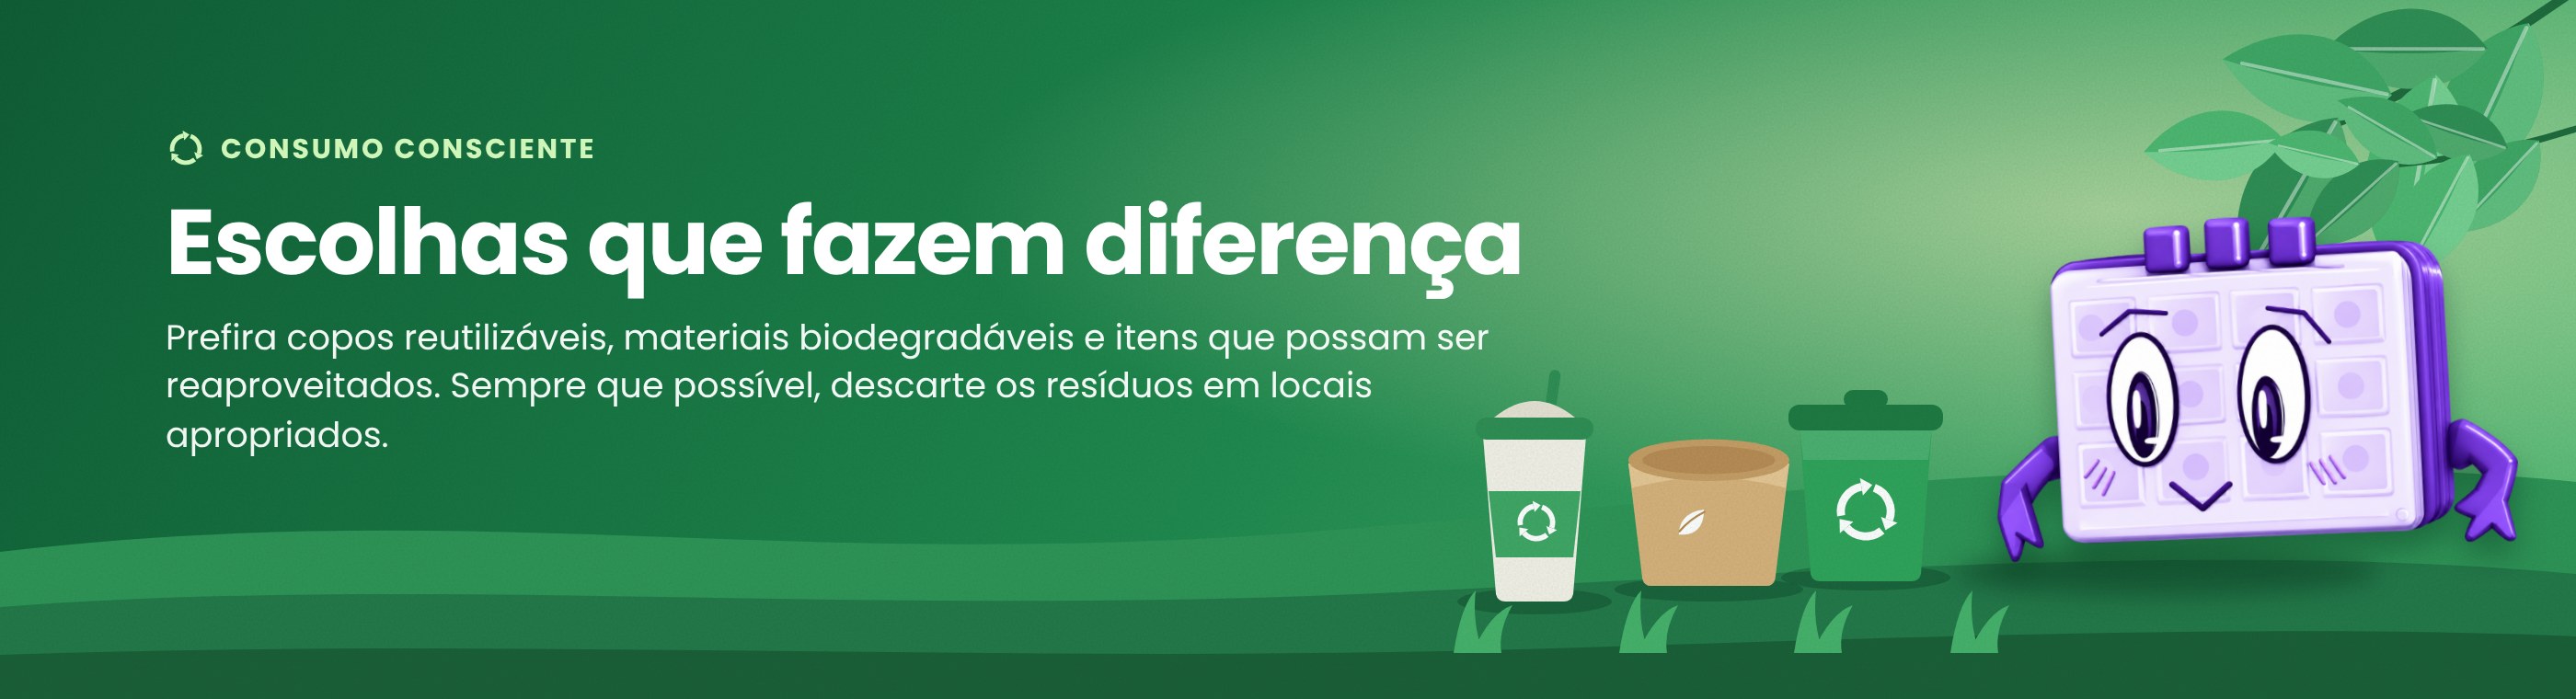 CONSUMO CONSCIENTE
Escolhas que fazem diferença
Prefira copos reutilizáveis, materiais biodegradáveis e itens que possam ser
reaproveitados. Sempre que possível, descarte os resíduos em locais
apropriados.